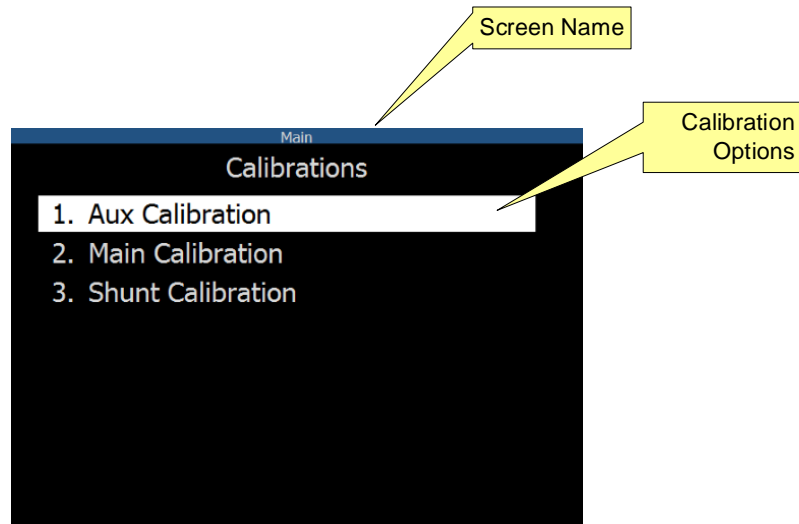 Screen Name
Calibration
Options
Main
Calibrations
1. Aux Calibration
2. Main Calibration
3. Shunt Calibration